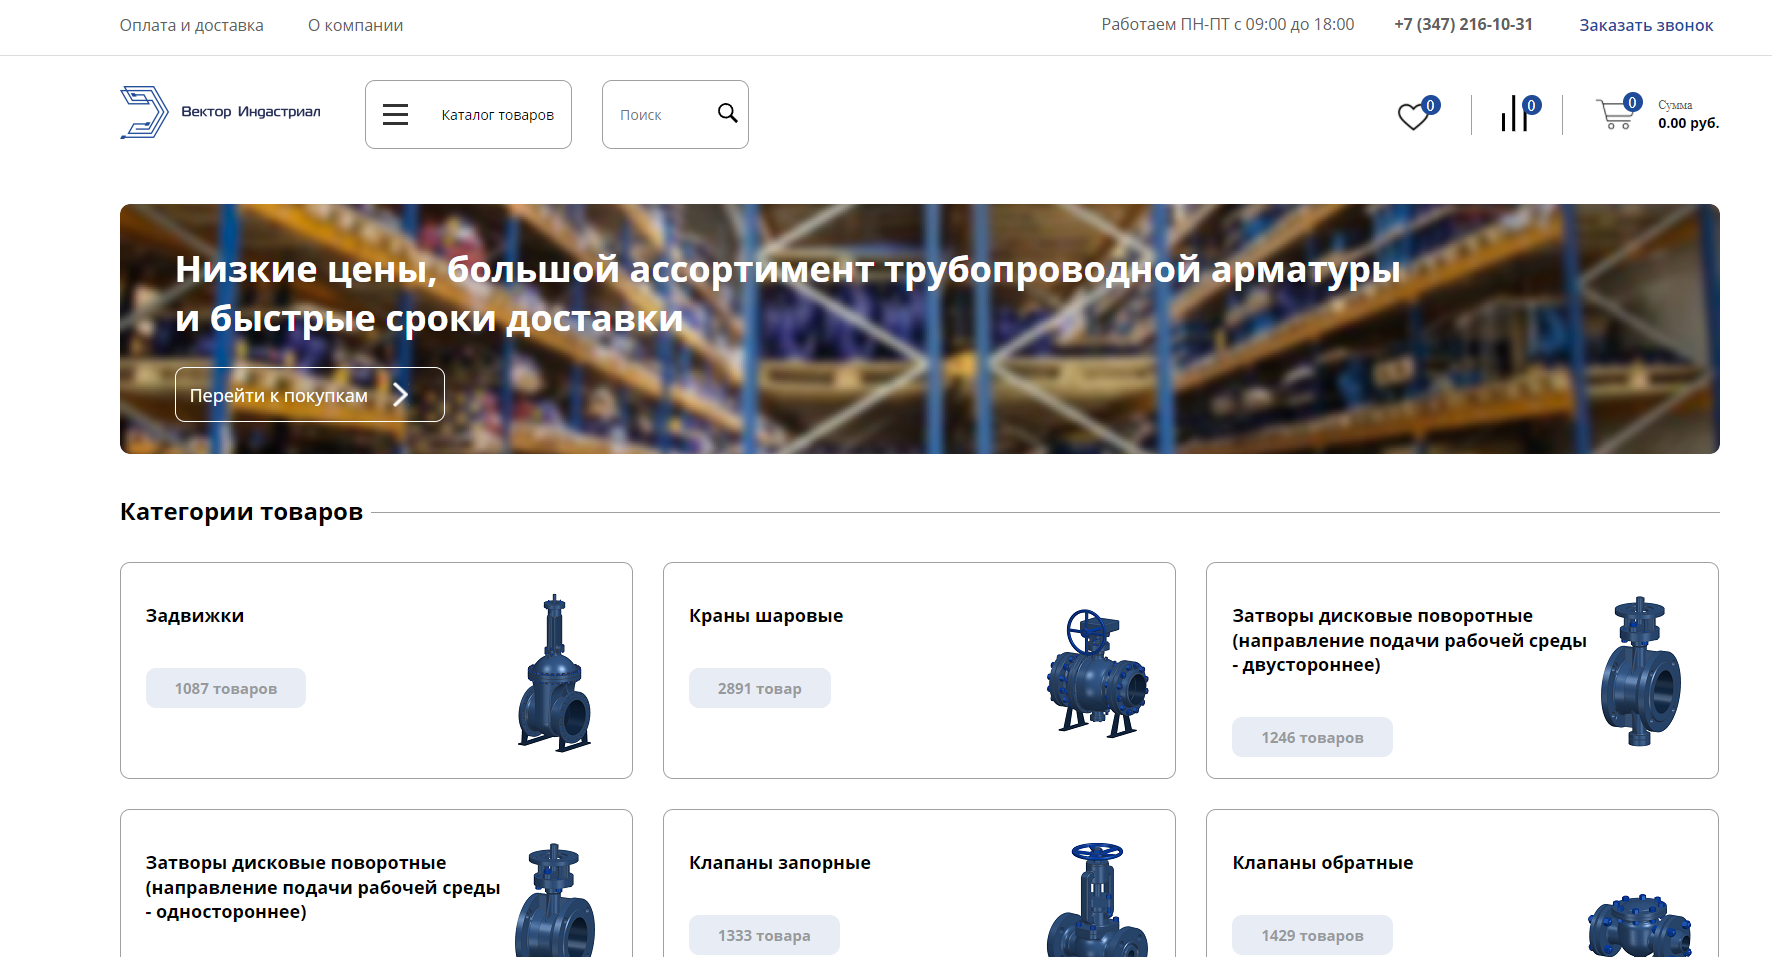 Оплата и доставка
О компании
Работаем ПН-ПТ с 09:00 до 18:00
+7 (347) 216-10-31
Заказать звонок
Вектор Индастриал
Каталог товаров
Поиск
0
0
0
Сумма
0.00 руб.
Низкие цены, большой ассортимент трубопроводной арматуры
и быстрые сроки доставки
Перейти к покупкам
Категории товаров
Задвижки
1087 товаров
Краны шаровые
2891 товар
Затворы дисковые поворотные
(направление подачи рабочей среды
- двустороннее)
1246 товаров
Затворы дисковые поворотные
(направление подачи рабочей среды
- одностороннее)
Клапаны запорные
1333 товара
Клапаны обратные
1429 товаров